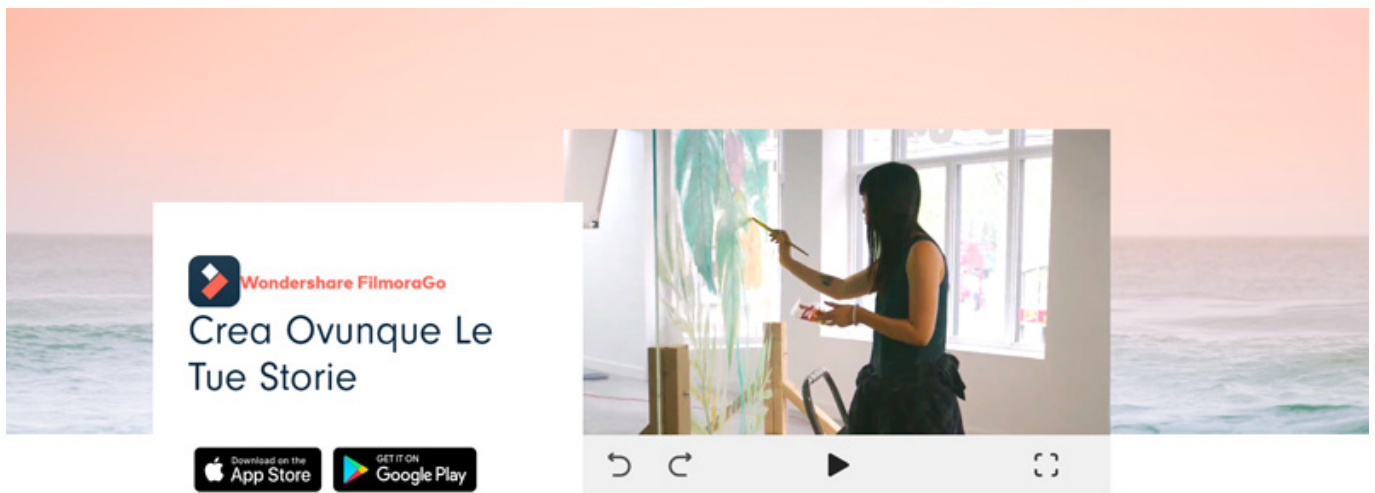 Wondershare FilmoraGo
Crea Ovunque Le
Tue Storie
Download on the
App Store
GET IT ON
Google Play